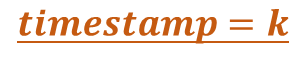 timestamp = k